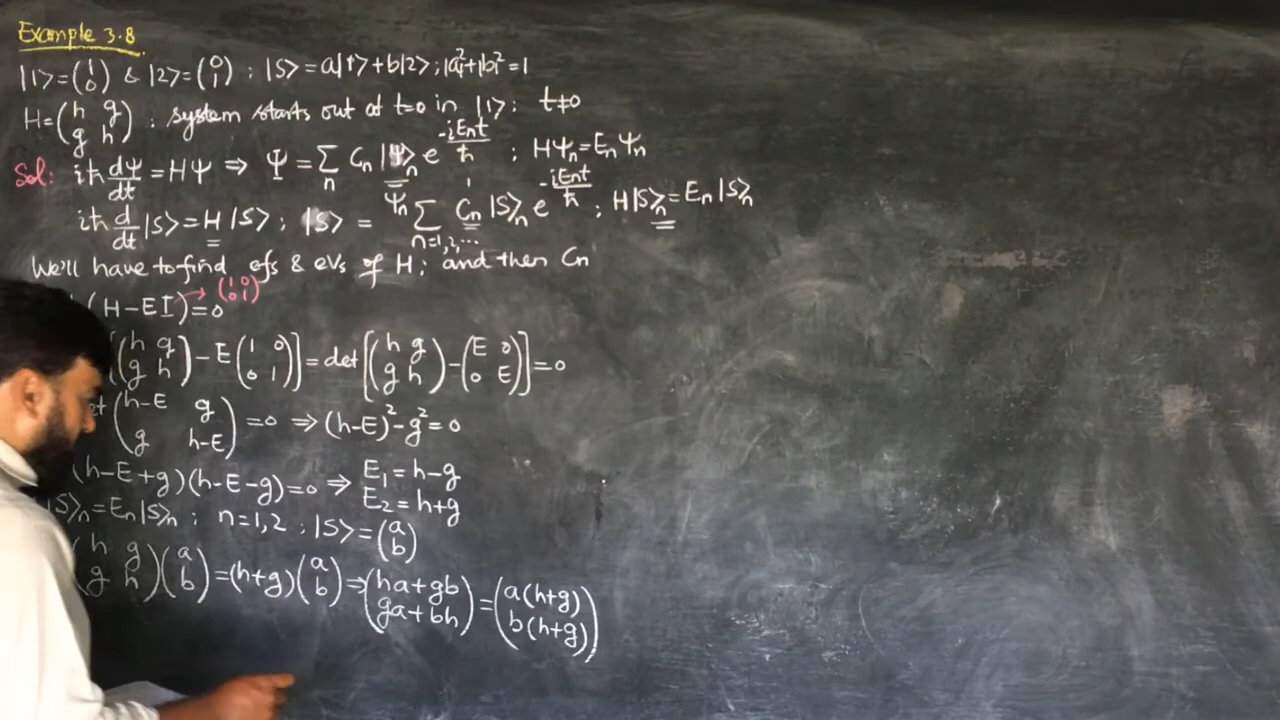 Example 3.8
|1>=(1 0) & |2>=(0 1) ; |S>=a|1>+b|2>; |a|²+|b|²=1
H=(h g g h) : system starts out at t=0 in |1>: t≠0
Sol: iħ dΨ/dt = HΨ ⇒ Ψ = Σ_n Cn |Ψ>n e^(-iEnt/ħ) ; HΨn=EnΨn
Ψn
iħ d/dt |S>=H|S> ; |S> = Σ_(n=1,2,...) Cn |S>n e^(-iEnt/ħ) ; H|S>n=En|S>n
We'll have to find efs & eVs of H: and then Cn
(H-EI)=0 → (1 0 0 1)
[(h g g h) - E(1 0 0 1)] = det[(h g g h) - (E 0 0 E)] = 0
(h-E g g h-E) = 0 ⇒ (h-E)²-g²=0
(h-E+g)(h-E-g)=0 ⇒ E1=h-g
E2=h+g
|S>n=En|S>n ; n=1,2 ; |S>=(a b)
(h g g h)(a b)=(h+g)(a b) ⇒ (ha+gb ga+bh) = (a(h+g) b(h+g))